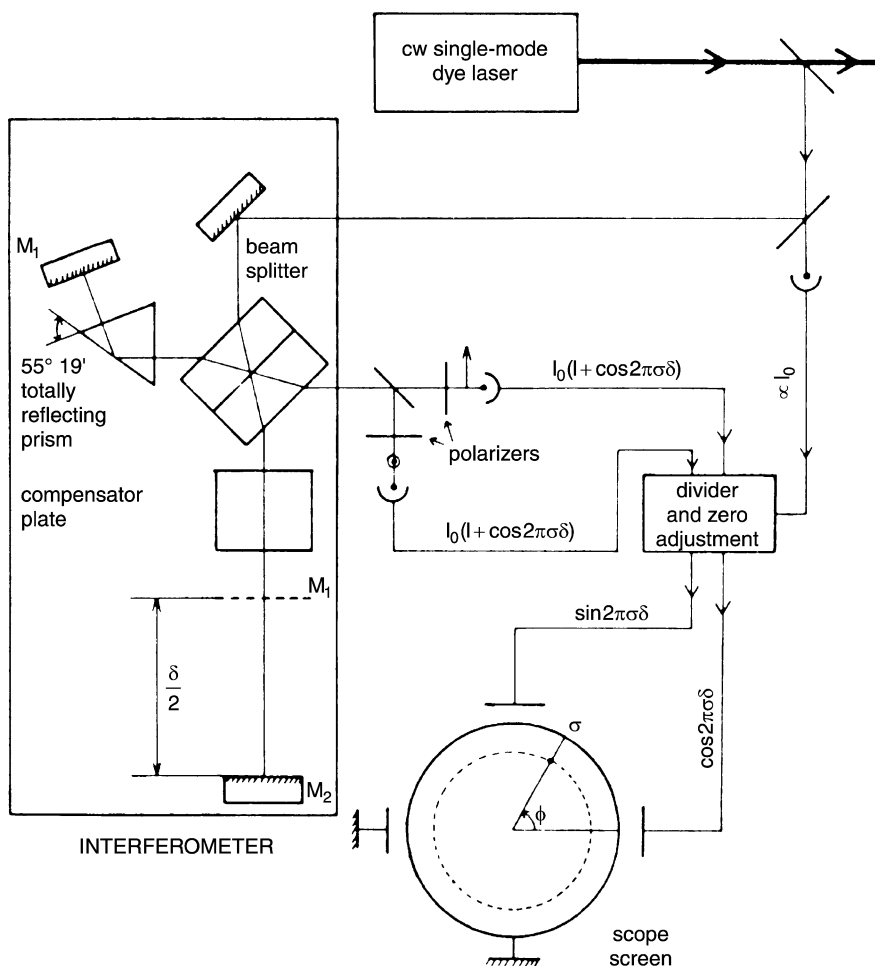 cw single-mode
dye laser
M₁
beam
splitter
55° 19'
totally
reflecting
prism
compensator
plate
M₁
δ
2
M₂
INTERFEROMETER
polarizers
I₀(I + cos2πσδ)
I₀(I + cos2πσδ)
∝ I₀
divider
and zero
adjustment
sin2πσδ
cos2πσδ
σ
ϕ
scope
screen